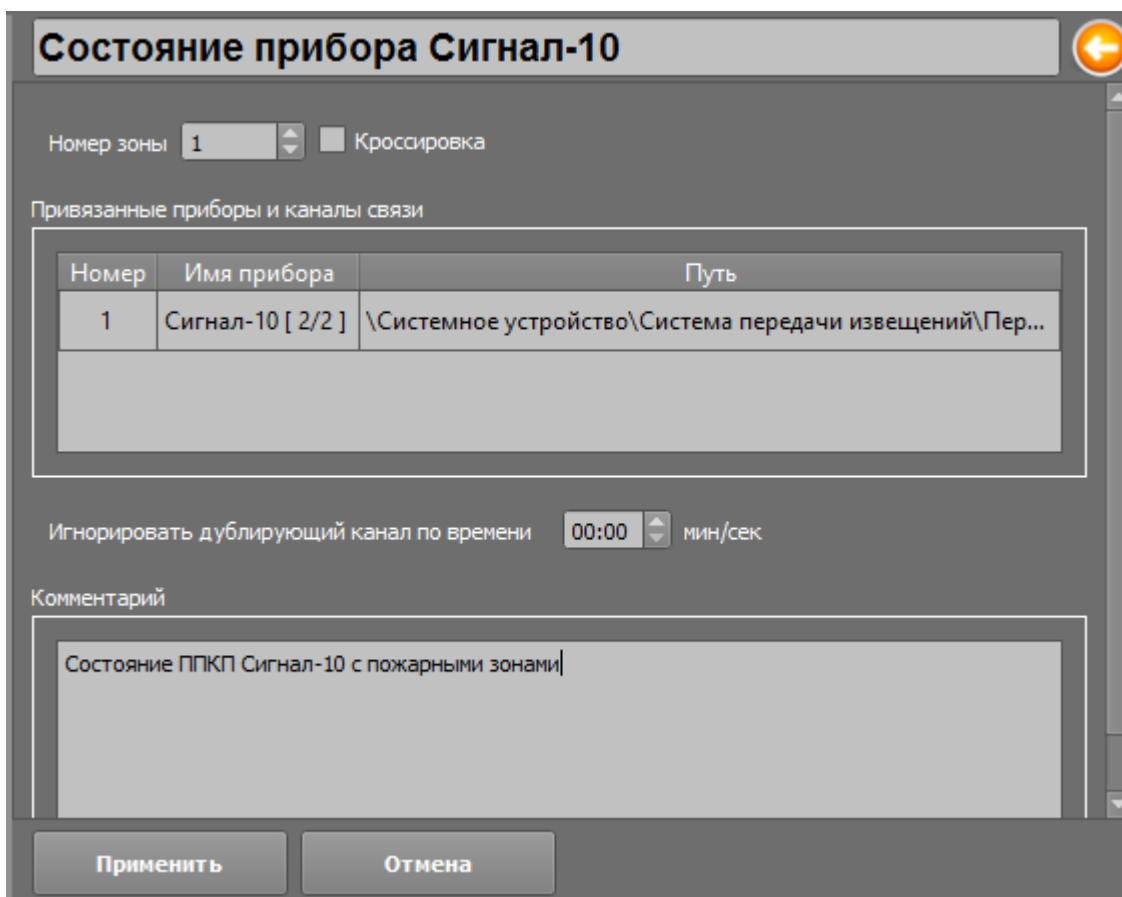 Состояние прибора Сигнал-10
Номер зоны 1 Кроссировка
Привязанные приборы и каналы связи
Номер Имя прибора Путь
1 Сигнал-10 [ 2/2 ] \Системное устройство\Система передачи извещений\Пер...
Игнорировать дублирующий канал по времени 00:00 мин/сек
Комментарий
Состояние ППКП Сигнал-10 с пожарными зонами
Применить Отмена